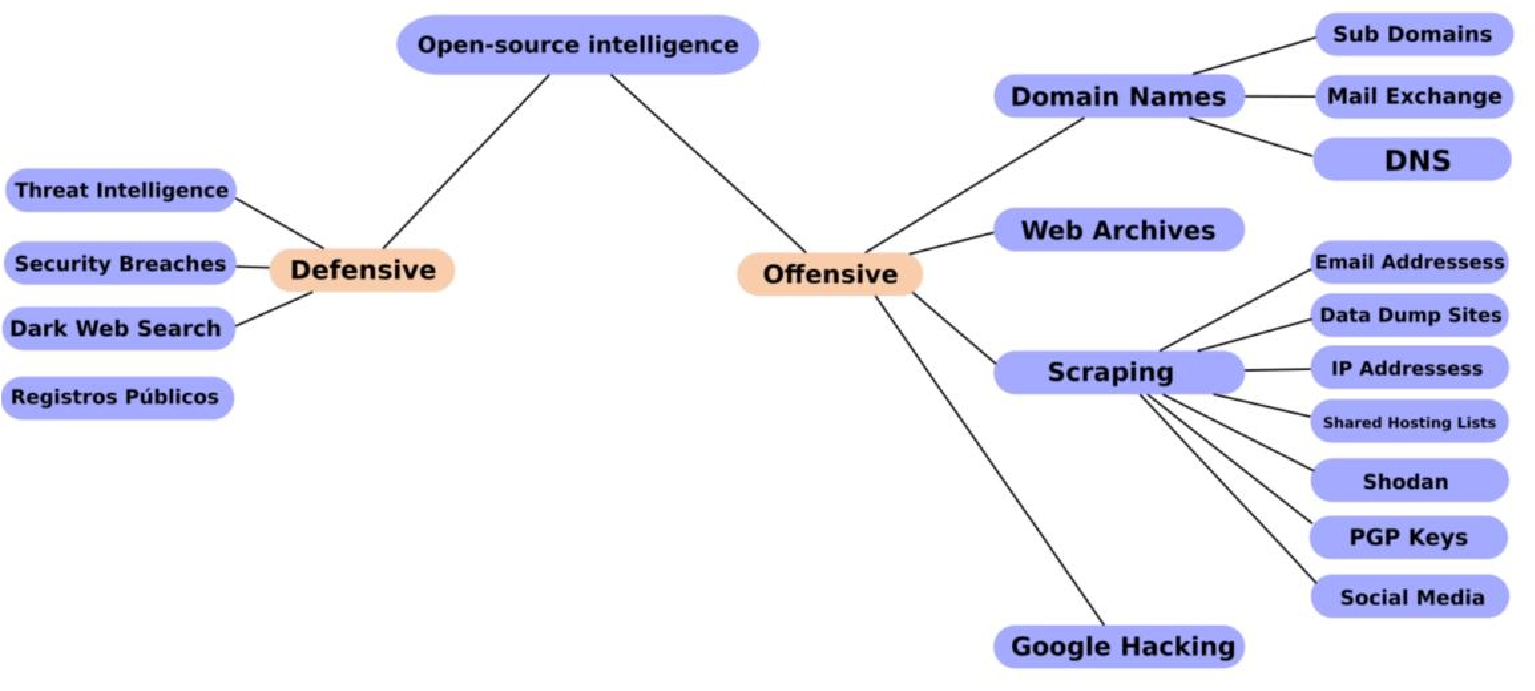 Open-source intelligence
Defensive
Threat Intelligence
Security Breaches
Dark Web Search
Registros Públicos
Offensive
Domain Names
Sub Domains
Mail Exchange
DNS
Web Archives
Scraping
Email Addressess
Data Dump Sites
IP Addressess
Shared Hosting Lists
Shodan
PGP Keys
Social Media
Google Hacking